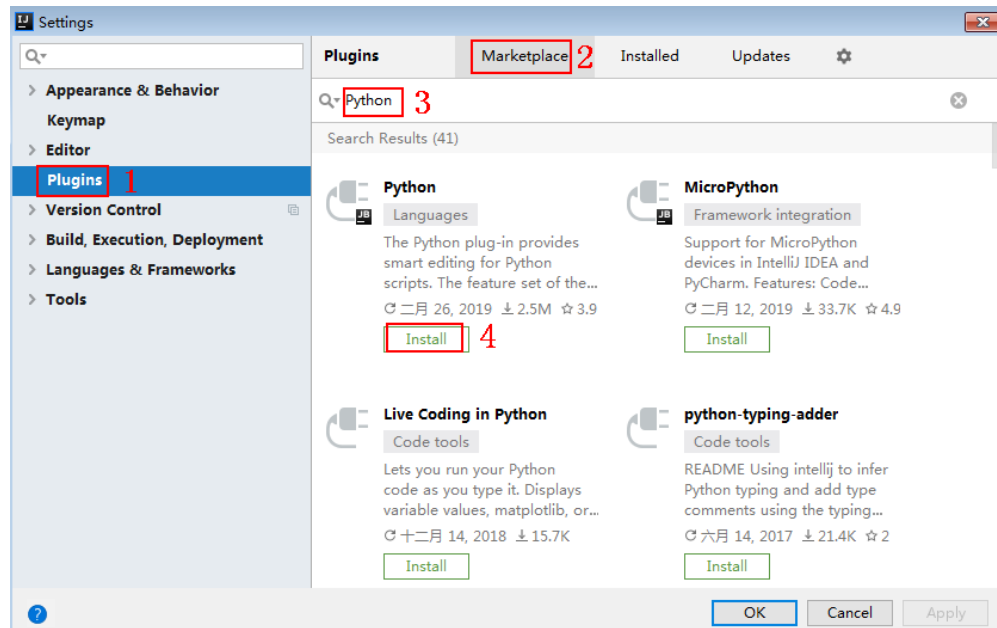 Settings
Plugins
Marketplace 2
Installed
Updates
Appearance & Behavior
Keymap
Editor
Plugins 1
Version Control
Build, Execution, Deployment
Languages & Frameworks
Tools
Python 3
Search Results (41)
Python
Languages
The Python plug-in provides
smart editing for Python
scripts. The feature set of the...
二月 26, 2019 2.5M 3.9
Install 4
MicroPython
Framework integration
Support for MicroPython
devices in IntelliJ IDEA and
PyCharm. Features: Code...
二月 12, 2019 33.7K 4.9
Install
Live Coding in Python
Code tools
Lets you run your Python
code as you type it. Displays
variable values, matplotlib, or...
十二月 14, 2018 15.7K
Install
python-typing-adder
Code tools
README Using intellij to infer
Python typing and add type
comments using the typing...
六月 14, 2017 21.4K 2
Install
?
OK
Cancel
Apply